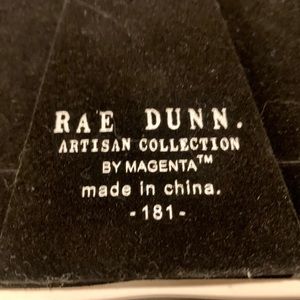 RAE DUNN.
ARTISAN COLLECTION
BY MAGENTA™
made in china.
-181-